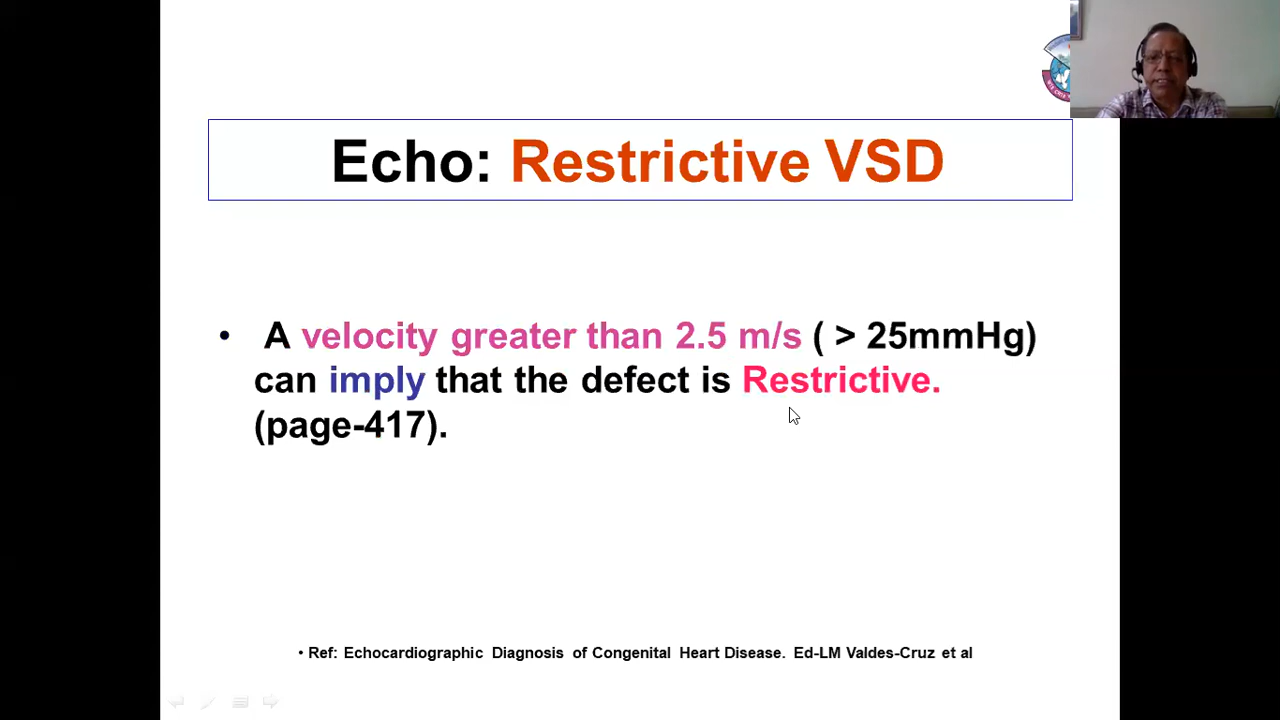 Echo: Restrictive VSD
• A velocity greater than 2.5 m/s ( > 25mmHg)
can imply that the defect is Restrictive.
(page-417).
• Ref: Echocardiographic Diagnosis of Congenital Heart Disease. Ed-LM Valdes-Cruz et al